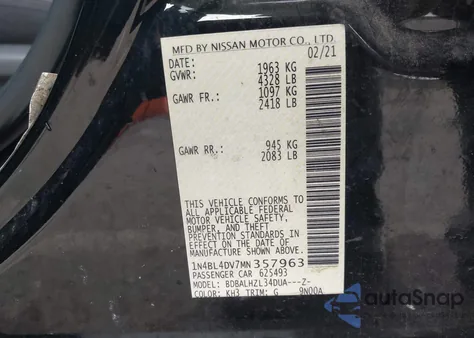 MFD BY NISSAN MOTOR CO., LTD.
DATE: 02/21
GVWR: 1963 KG
4328 LB
GAWR FR.: 1097 KG
2418 LB
GAWR RR.: 945 KG
2083 LB
THIS VEHICLE CONFORMS TO
ALL APPLICABLE FEDERAL
MOTOR VEHICLE SAFETY,
BUMPER, AND THEFT
PREVENTION STANDARDS IN
EFFECT ON THE DATE OF
MANUFACTURE SHOWN ABOVE.
1N4BL4DV7MN357963
PASSENGER CAR 625493
MODEL: BDBALHZL34DUA---Z-
COLOR: KH3 TRIM: G 9N00A
autoSnap